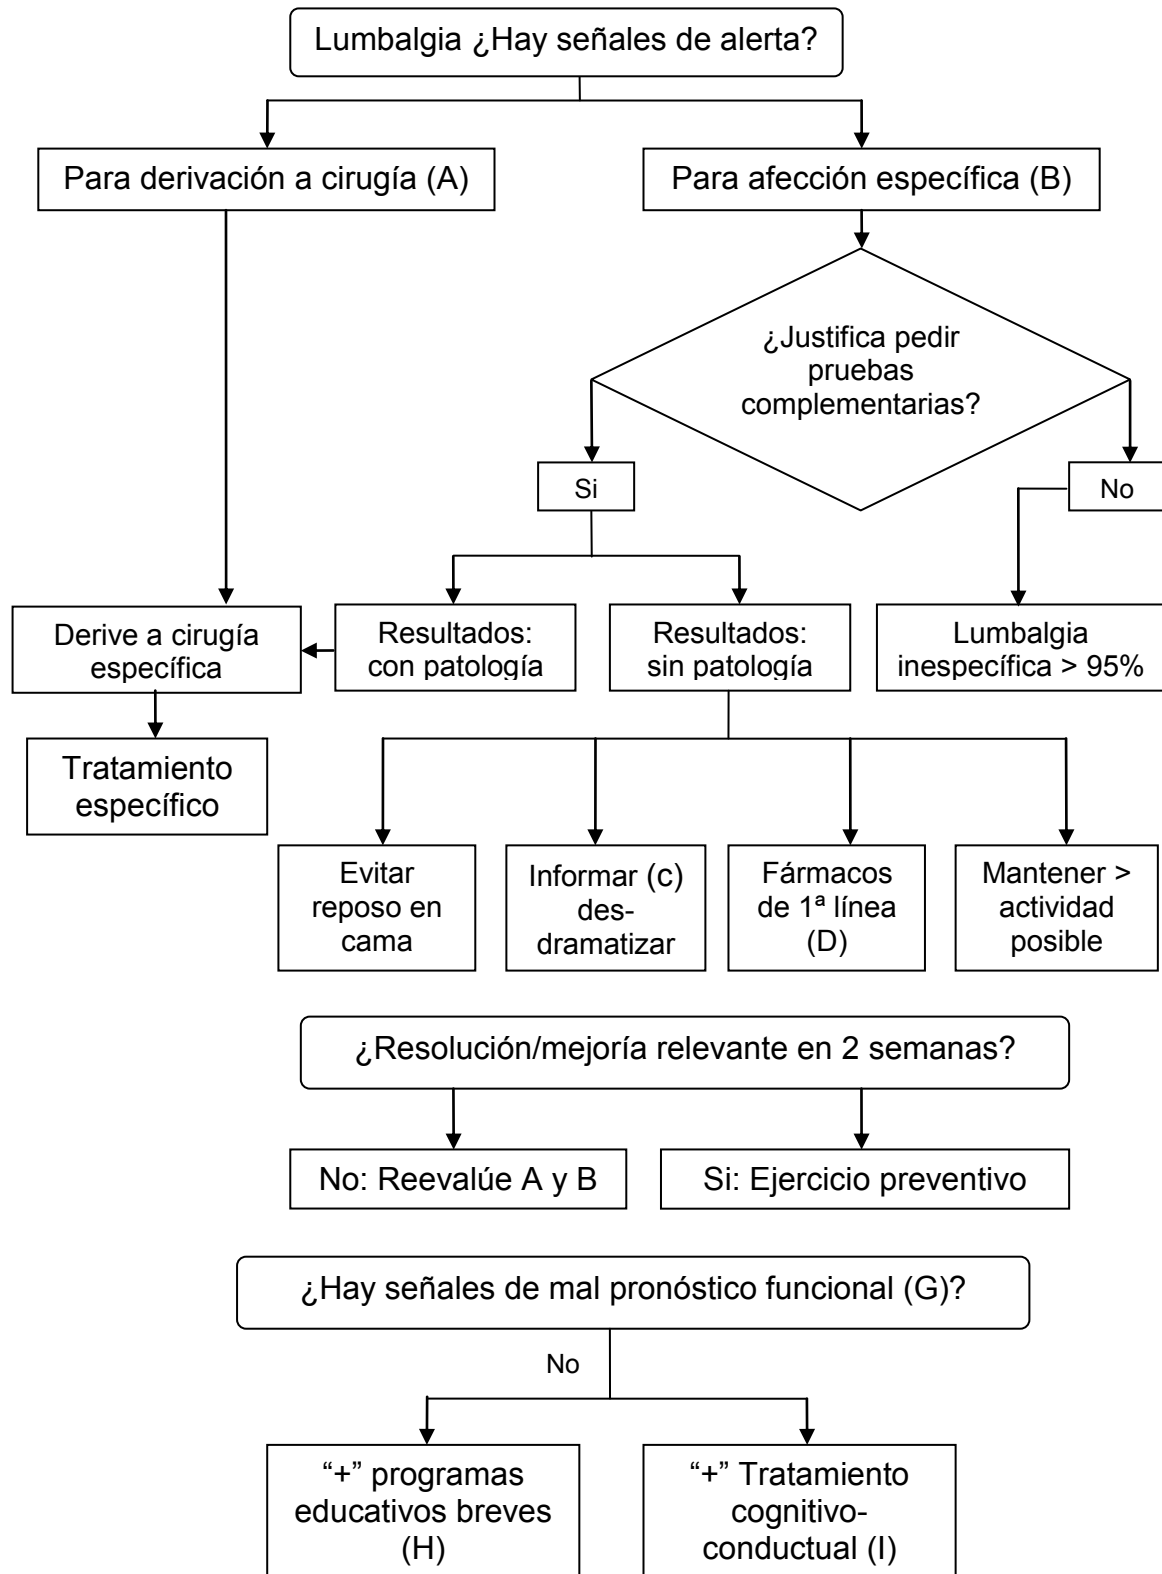 Lumbalgia ¿Hay señales de alerta?
Para derivación a cirugía (A)
Para afección específica (B)
¿Justifica pedir
pruebas
complementarias?
Si
No
Derive a cirugía
específica
Resultados:
con patología
Resultados:
sin patología
Lumbalgia
inespecífica > 95%
Tratamiento
específico
Evitar
reposo en
cama
Informar (c)
des-
dramatizar
Fármacos
de 1ª línea
(D)
Mantener >
actividad
posible
¿Resolución/mejoría relevante en 2 semanas?
No: Reevalúe A y B
Si: Ejercicio preventivo
¿Hay señales de mal pronóstico funcional (G)?
No
“+” programas
educativos breves
(H)
“+” Tratamiento
cognitivo-
conductual (I)